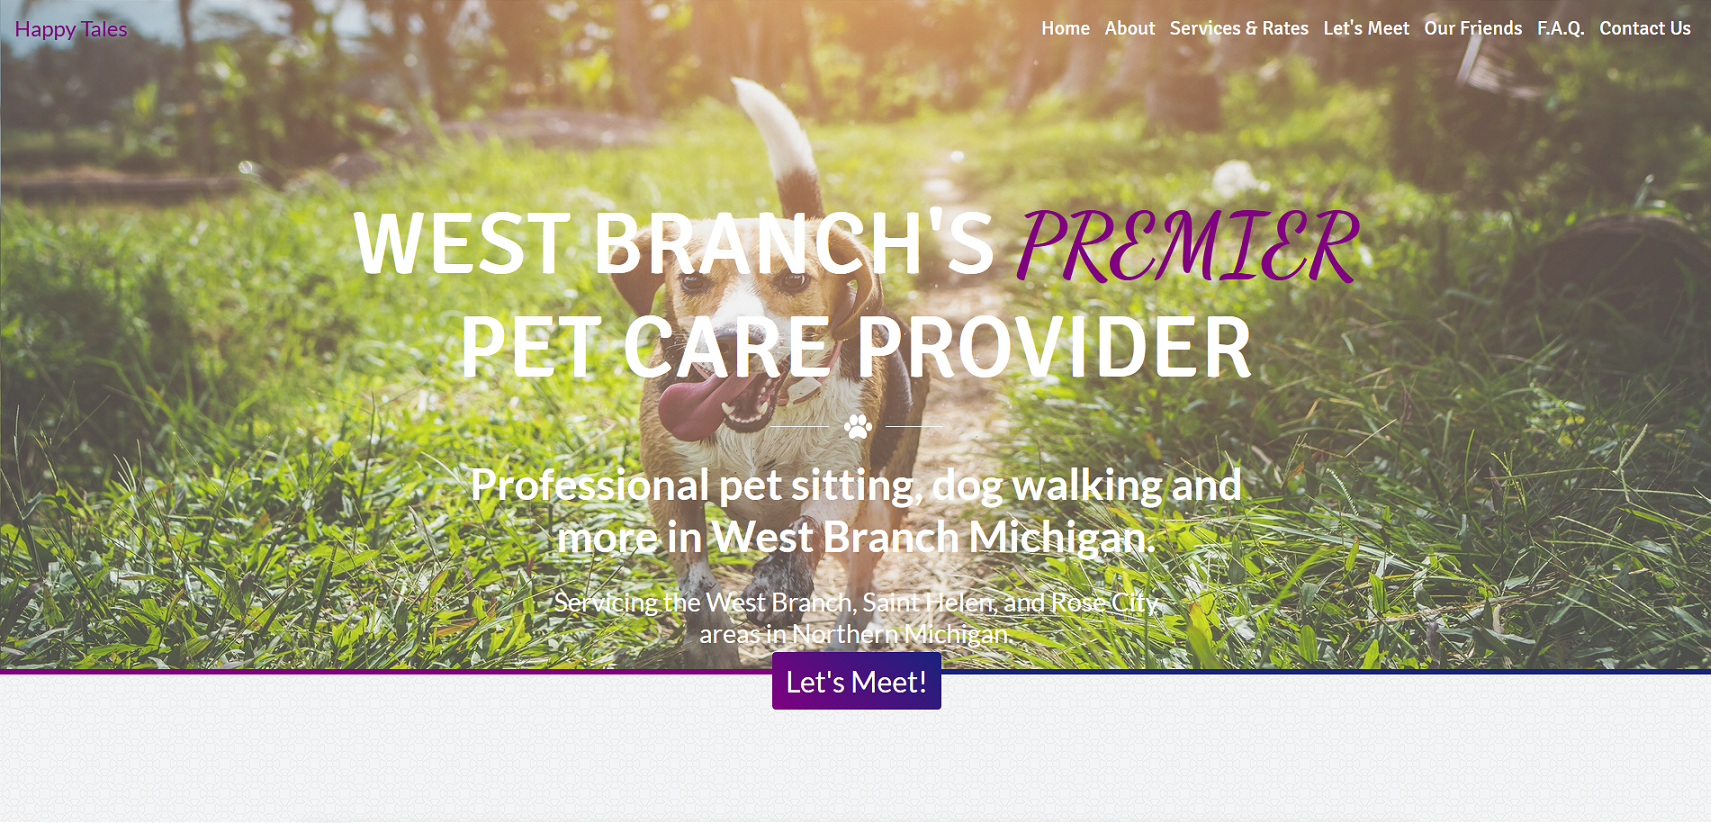 Happy Tales
Home About Services & Rates Let's Meet Our Friends F.A.Q. Contact Us
WEST BRANCH'S PREMIER
PET CARE PROVIDER
Professional pet sitting, dog walking and
more in West Branch Michigan.
Servicing the West Branch, Saint Helen, and Rose City
areas in Northern Michigan.
Let's Meet!